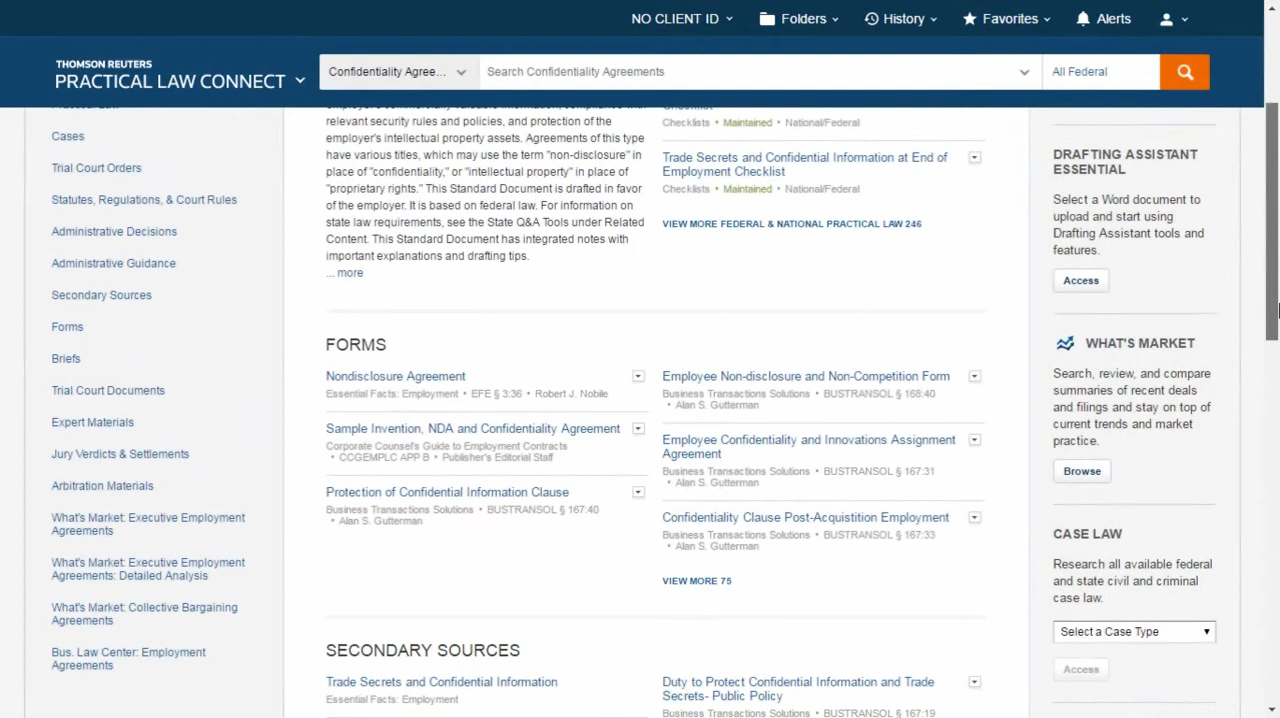 NO CLIENT ID
Folders
History
Favorites
Alerts
THOMSON REUTERS
PRACTICAL LAW CONNECT
Confidentiality Agree...
Search Confidentiality Agreements
All Federal
Cases
Trial Court Orders
Statutes, Regulations, & Court Rules
Administrative Decisions
Administrative Guidance
Secondary Sources
Forms
Briefs
Trial Court Documents
Expert Materials
Jury Verdicts & Settlements
Arbitration Materials
What's Market: Executive Employment
Agreements
What's Market: Executive Employment
Agreements: Detailed Analysis
What's Market: Collective Bargaining
Agreements
Bus. Law Center: Employment
Agreements
relevant security rules and policies, and protection of the
employer's intellectual property assets. Agreements of this type
have various titles, which may use the term "non-disclosure" in
place of "confidentiality," or "intellectual property" in place of
"proprietary rights." This Standard Document is drafted in favor
of the employer. It is based on federal law. For information on
state law requirements, see the State Q&A Tools under Related
Content. This Standard Document has integrated notes with
important explanations and drafting tips.
... more
Checklist
Checklists • Maintained • National/Federal
Trade Secrets and Confidential Information at End of
Employment Checklist
Checklists • Maintained • National/Federal
VIEW MORE FEDERAL & NATIONAL PRACTICAL LAW 246
FORMS
Nondisclosure Agreement
Essential Facts: Employment • EFE § 3:36 • Robert J. Nobile
Sample Invention, NDA and Confidentiality Agreement
Corporate Counsel's Guide to Employment Contracts
• CCGEMPLC APP B • Publisher's Editorial Staff
Protection of Confidential Information Clause
Business Transactions Solutions • BUSTRANSOL § 167:40
• Alan S. Gutterman
Employee Non-disclosure and Non-Competition Form
Business Transactions Solutions • BUSTRANSOL § 168:40
• Alan S. Gutterman
Employee Confidentiality and Innovations Assignment
Agreement
Business Transactions Solutions • BUSTRANSOL § 167:31
• Alan S. Gutterman
Confidentiality Clause Post-Acquistition Employment
Business Transactions Solutions • BUSTRANSOL § 167:33
• Alan S. Gutterman
VIEW MORE 75
SECONDARY SOURCES
Trade Secrets and Confidential Information
Essential Facts: Employment
Duty to Protect Confidential Information and Trade
Secrets- Public Policy
Business Transactions Solutions • BUSTRANSOL § 167:19
DRAFTING ASSISTANT
ESSENTIAL
Select a Word document to
upload and start using
Drafting Assistant tools and
features.
Access
WHAT'S MARKET
Search, review, and compare
summaries of recent deals
and filings and stay on top of
current trends and market
practice.
Browse
CASE LAW
Research all available federal
and state civil and criminal
case law.
Select a Case Type
Access